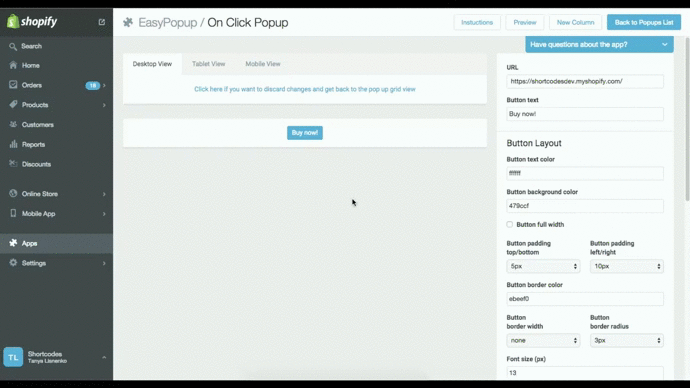 shopify
EasyPopup / On Click Popup
Instuctions
Preview
New Column
Back to Popups List
Have questions about the app?
Search
Home
Orders
18
Products
Customers
Reports
Discounts
Online Store
Mobile App
Apps
Settings
TL
Shortcodes
Tanya Lienenko
Desktop View
Tablet View
Mobile View
Click here if you want to discard changes and get back to the pop up grid view
Buy now!
URL
https://shortcodesdev.myshopify.com/
Button text
Buy now!
Button Layout
Button text color
ffffff
Button background color
479ccf
Button full width
Button padding
top/bottom
Button padding
left/right
5px
10px
Button border color
ebeef0
Button
border width
Button
border radius
none
3px
Font size (px)
13